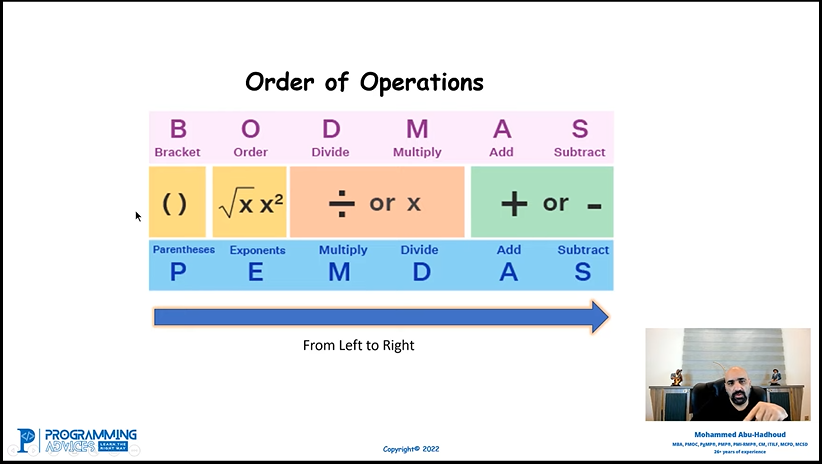 Order of Operations
B O D M A S
Bracket Order Divide Multiply Add Subtract
( ) √x x² ÷ or x + or -
Parentheses Exponents Multiply Divide Add Subtract
P E M D A S
From Left to Right
Mohammed Abu-Hadhoud
MBA, PMOC, PgMP®, PMP®, PMI-RMP®, CM, ITILF, MCPD, MCSD
26+ years of experience
PROGRAMMING
ADVICES LEARN THE
RIGHT WAY
Copyright© 2022